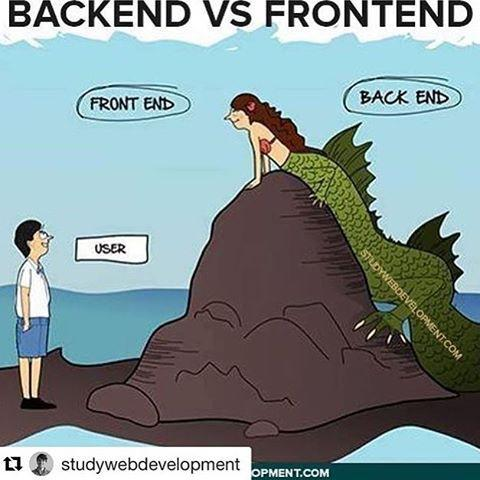 BACKEND VS FRONTEND
FRONT END
BACK END
USER
STUDYWEBDEVELOPMENT.COM
studywebdevelopment
OPMENT.COM